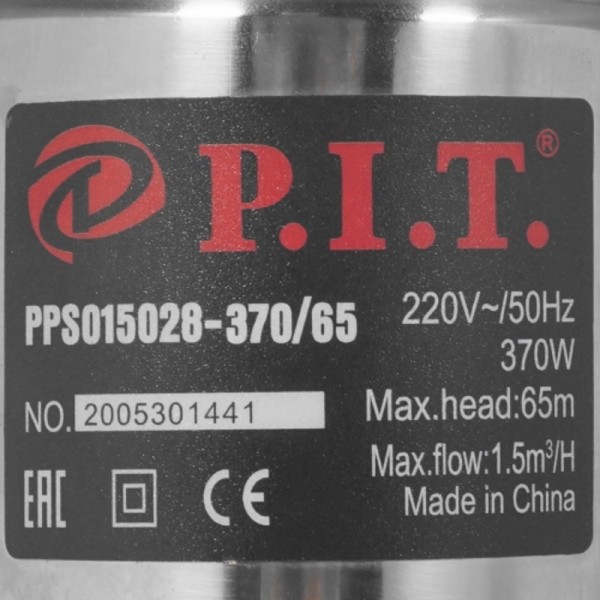 P.I.T.®
PPS015028-370/65
220V~/50Hz
370W
NO. 2005301441
Max.head:65m
Max.flow:1.5m³/H
Made in China
EAC
CE